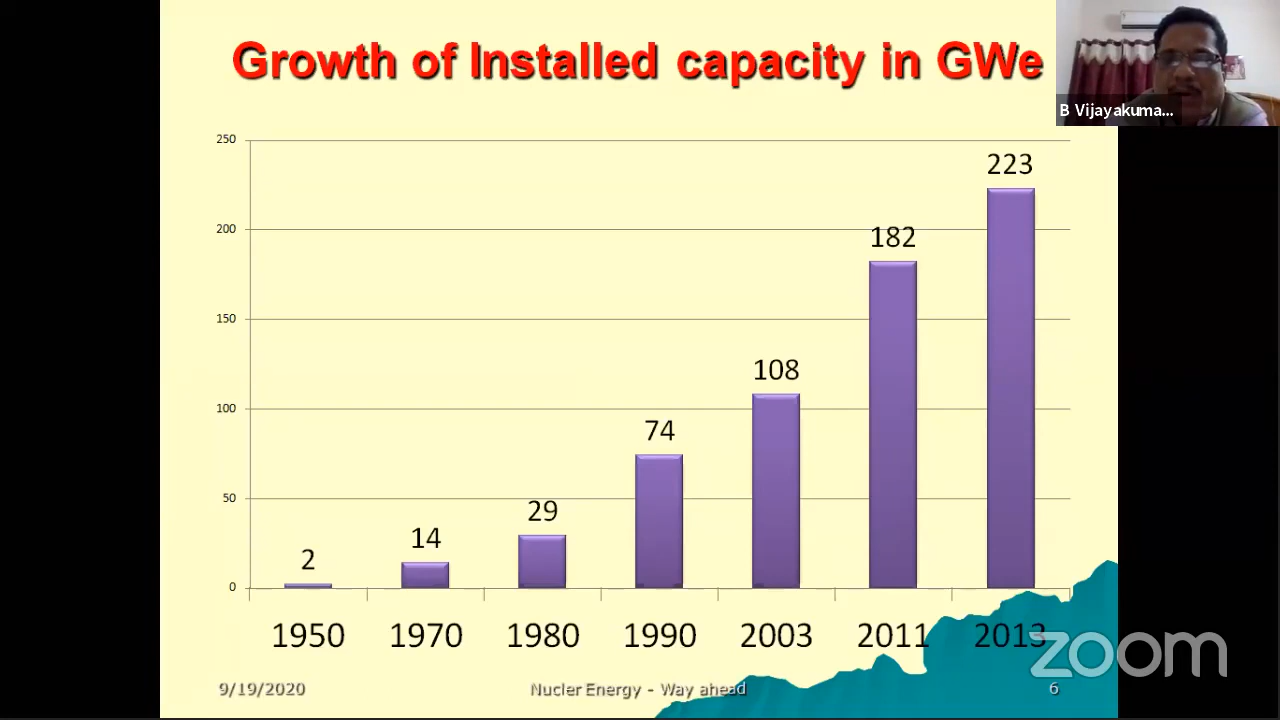 Growth of Installed capacity in GWe
B Vijayakuma...
250
200
150
100
50
0
2
14
29
74
108
182
223
1950 1970 1980 1990 2003 2011 2013
9/19/2020 Nucler Energy - Way ahead 6
zoom